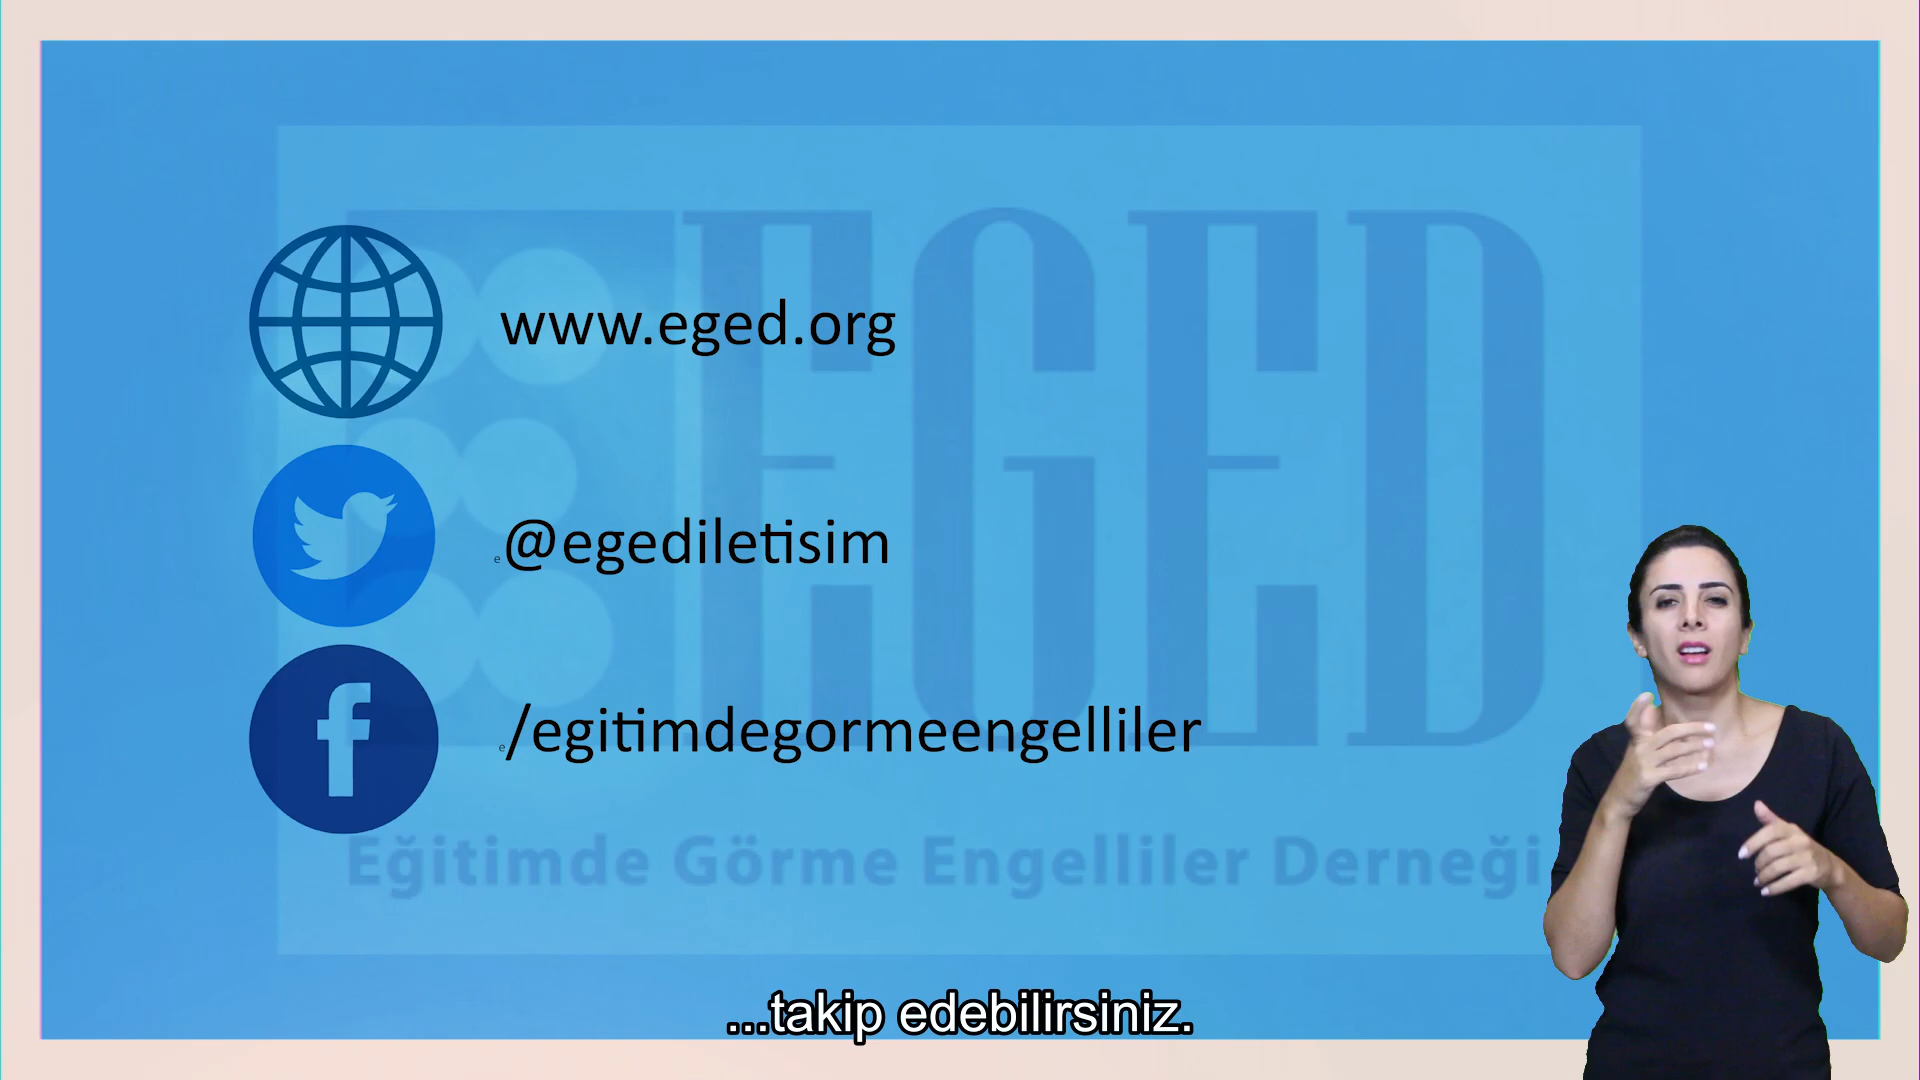 EGED
www.eged.org
e@egediletisim
e/egitimdegormeengelliler
Eğitimde Görme Engelliler Derneği
...takip edebilirsiniz.